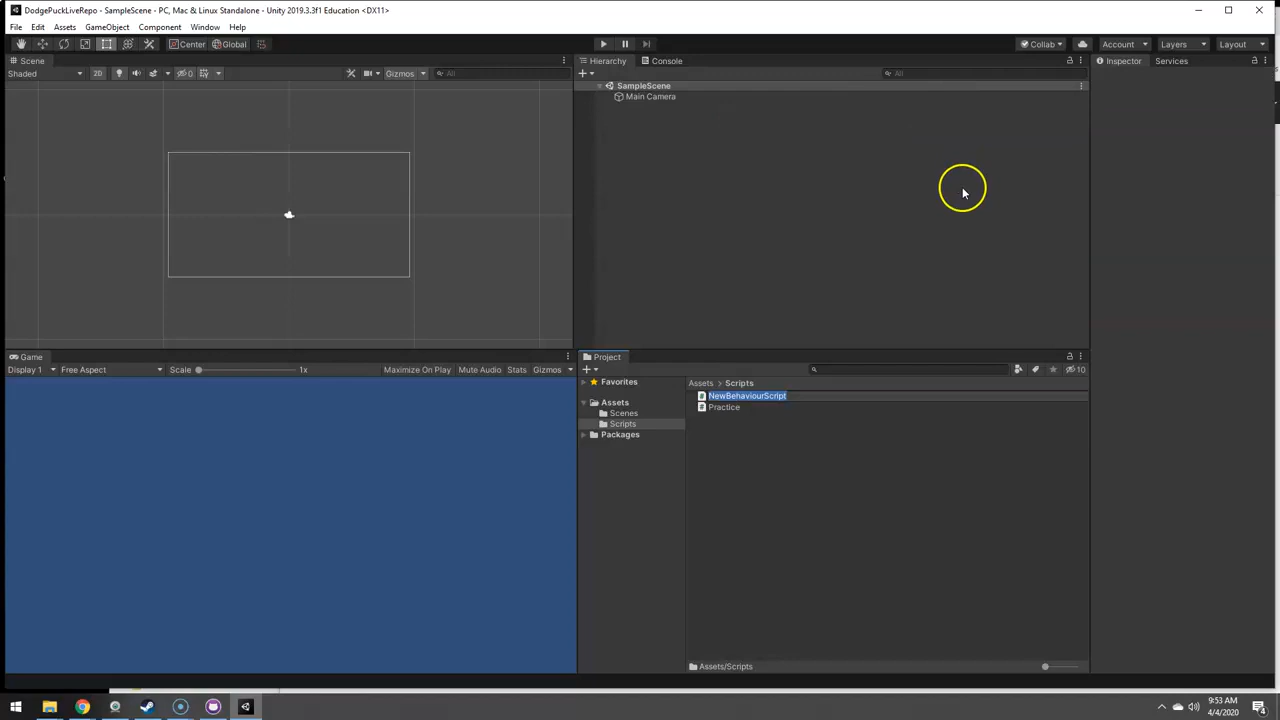 DodgePuckLiveRepo - SampleScene - PC, Mac & Linux Standalone - Unity 2019.3.3f1 Education <DX11>
File Edit Assets GameObject Component Window Help
Center Global Collab Account Layers Layout
Scene
Shaded 2D 0 Gizmos All
Hierarchy Console
All
SampleScene
Main Camera
Inspector Services
Game
Display 1 Free Aspect Scale 1x Maximize On Play Mute Audio Stats Gizmos
Project
10
Favorites
Assets
Scenes
Scripts
Packages
Assets > Scripts
NewBehaviourScript
Practice
Assets/Scripts
9:53 AM
4/4/2020
4